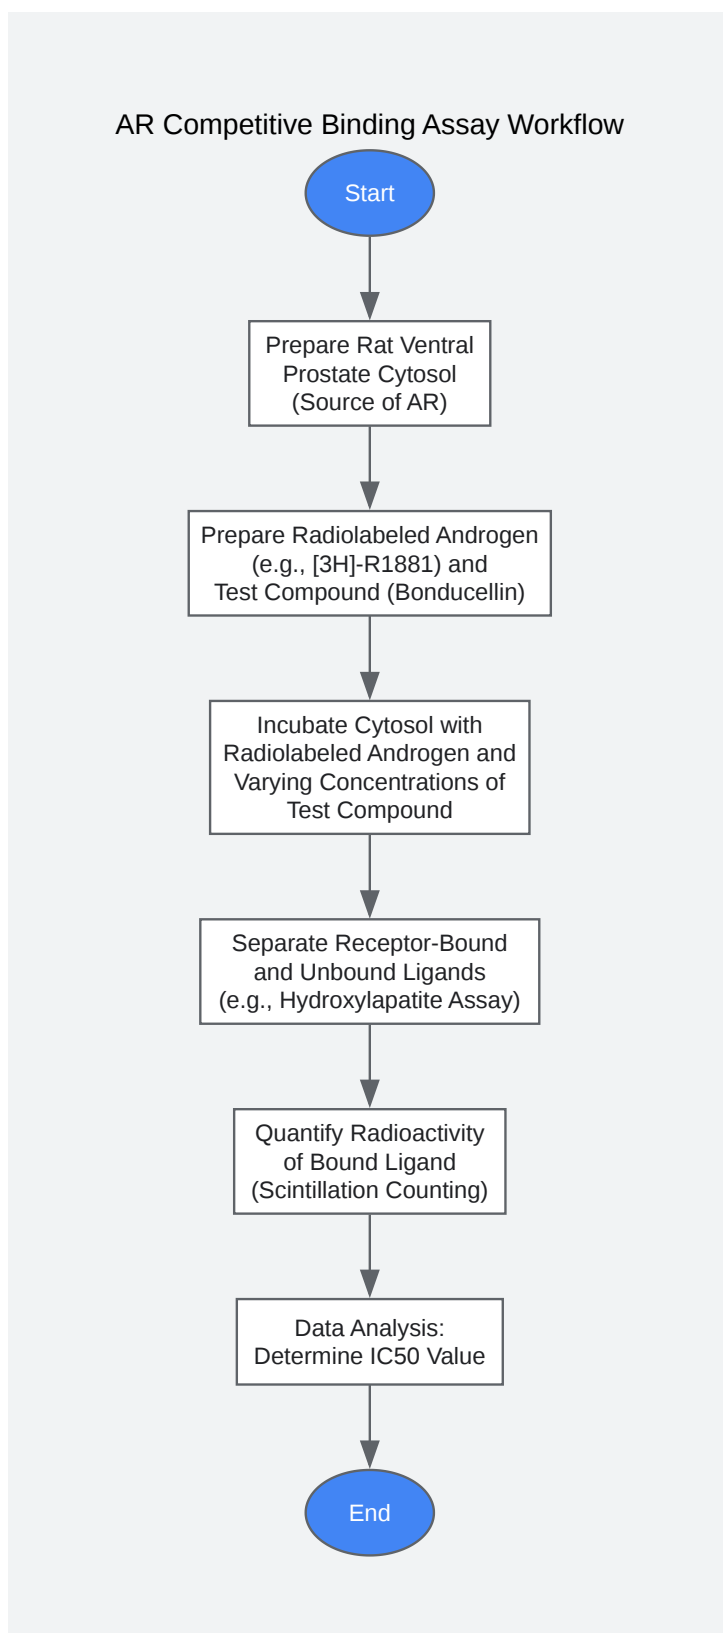 AR Competitive Binding Assay Workflow
Start
Prepare Rat Ventral
Prostate Cytosol
(Source of AR)
Prepare Radiolabeled Androgen
(e.g., [3H]-R1881) and
Test Compound (Bonducellin)
Incubate Cytosol with
Radiolabeled Androgen and
Varying Concentrations of
Test Compound
Separate Receptor-Bound
and Unbound Ligands
(e.g., Hydroxylapatite Assay)
Quantify Radioactivity
of Bound Ligand
(Scintillation Counting)
Data Analysis:
Determine IC50 Value
End